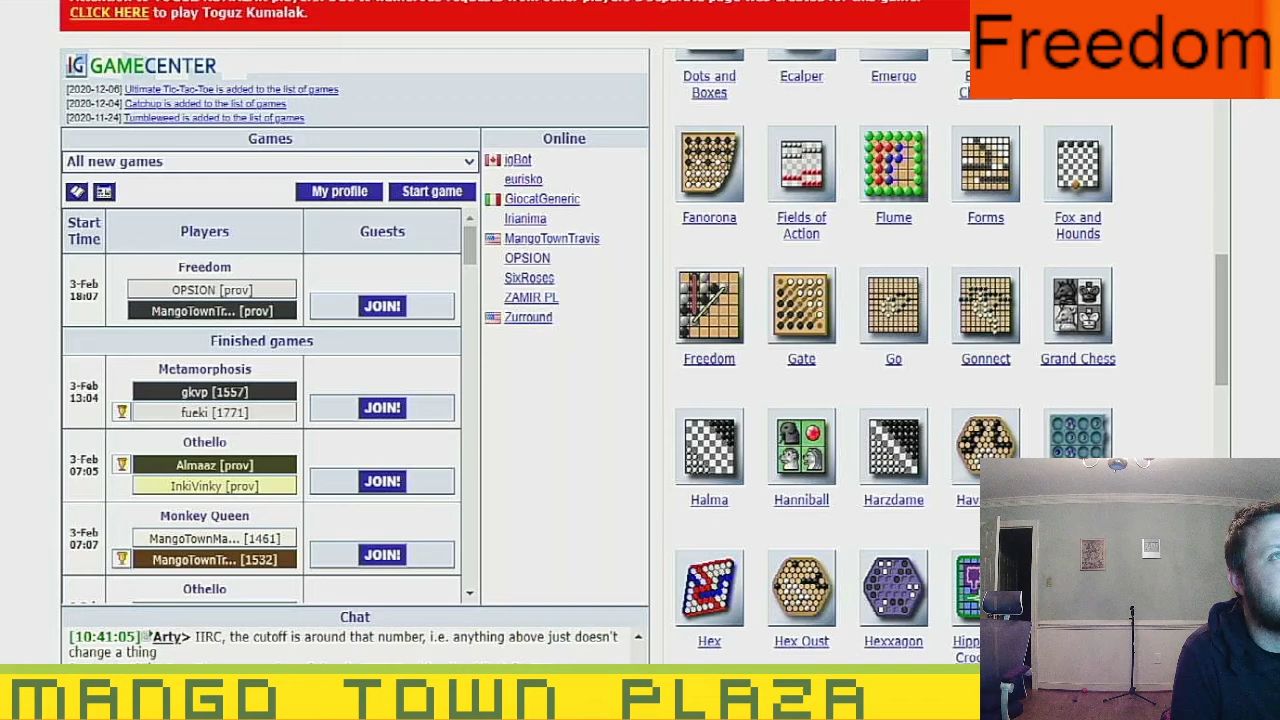 CLICK HERE to play Toguz Kumalak.
Freedom
IG GAMECENTER
[2020-12-06] Ultimate Tic-Tac-Toe is added to the list of games
[2020-12-04] Catchup is added to the list of games
[2020-11-24] Tumbleweed is added to the list of games
Games
Online
All new games
My profile
Start game
Start Time
Players
Guests
3-Feb 18:07
Freedom
OPSION [prov]
MangoTownTr... [prov]
JOIN!
Finished games
3-Feb 13:04
Metamorphosis
gkvp [1557]
fueki [1771]
JOIN!
3-Feb 07:05
Othello
Almaaz [prov]
InkiVinky [prov]
JOIN!
3-Feb 07:07
Monkey Queen
MangoTownMa... [1461]
MangoTownTr... [1532]
JOIN!
Othello
igBot
eurisko
GiocatGeneric
Irianima
MangoTownTravis
OPSION
SixRoses
ZAMIR PL
Zurround
Chat
[10:41:05] Arty> IIRC, the cutoff is around that number, i.e. anything above just doesn't
change a thing
Dots and
Boxes
Ecalper
Emergo
Fanorona
Fields of
Action
Flume
Forms
Fox and
Hounds
Freedom
Gate
Go
Gonnect
Grand Chess
Halma
Hanniball
Harzdame
Hex
Hex Oust
Hexxagon
MANGO TOWN PLAZA